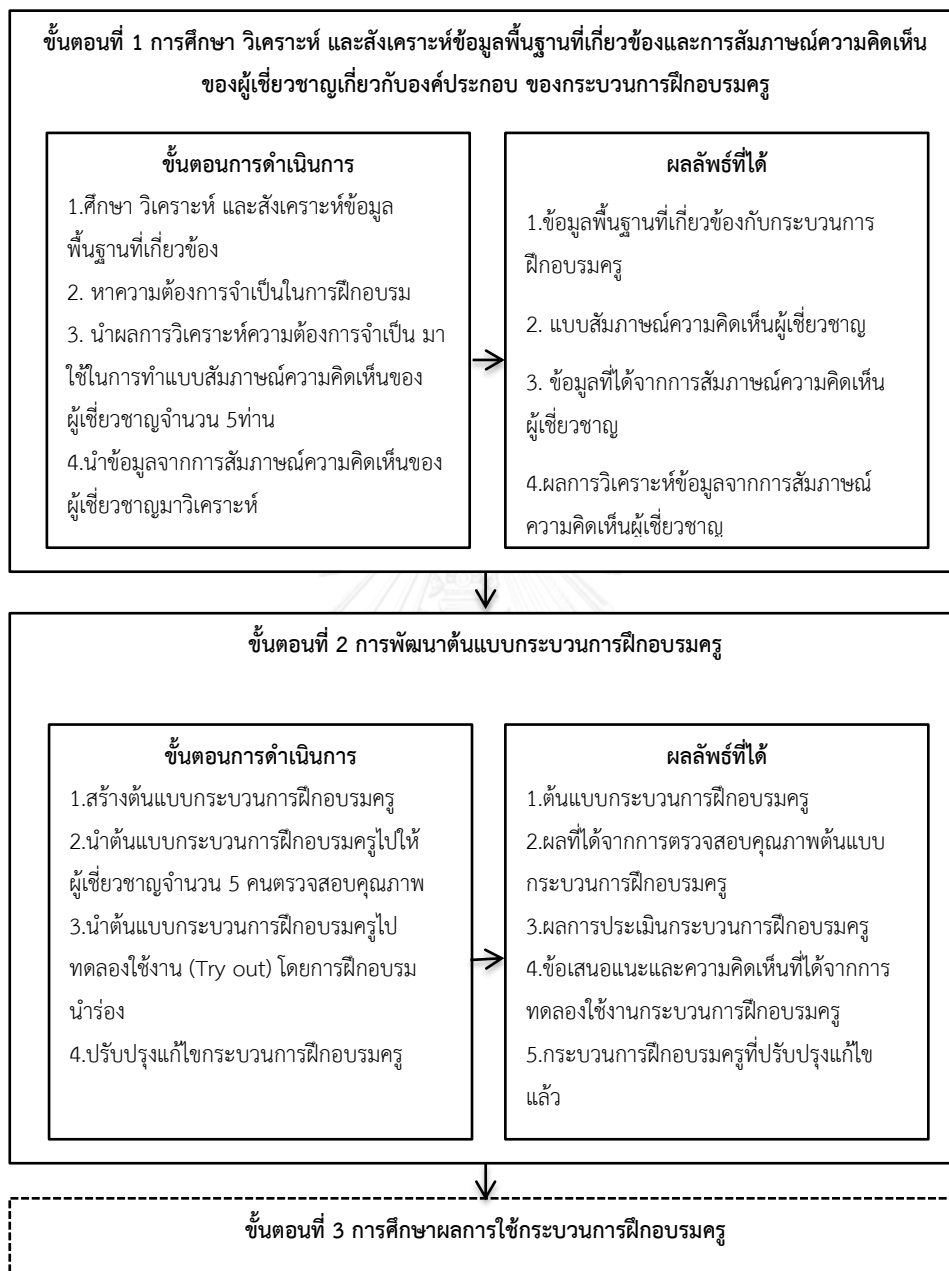 ขั้นตอนที่ 1 การศึกษา วิเคราะห์ และสังเคราะห์ข้อมูลพื้นฐานที่เกี่ยวข้องและการสัมภาษณ์ความคิดเห็น
ของผู้เชี่ยวชาญเกี่ยวกับองค์ประกอบ ของกระบวนการฝึกอบรมครู
ขั้นตอนการดำเนินการ
1.ศึกษา วิเคราะห์ และสังเคราะห์ข้อมูล
พื้นฐานที่เกี่ยวข้อง
2. หาความต้องการจำเป็นในการฝึกอบรม
3. นำผลการวิเคราะห์ความต้องการจำเป็น มา
ใช้ในการทำแบบสัมภาษณ์ความคิดเห็นของ
ผู้เชี่ยวชาญจำนวน 5ท่าน
4.นำข้อมูลจากการสัมภาษณ์ความคิดเห็นของ
ผู้เชี่ยวชาญมาวิเคราะห์
ผลลัพธ์ที่ได้
1.ข้อมูลพื้นฐานที่เกี่ยวข้องกับกระบวนการ
ฝึกอบรมครู
2. แบบสัมภาษณ์ความคิดเห็นผู้เชี่ยวชาญ
3. ข้อมูลที่ได้จากการสัมภาษณ์ความคิดเห็น
ผู้เชี่ยวชาญ
4.ผลการวิเคราะห์ข้อมูลจากการสัมภาษณ์
ความคิดเห็นผู้เชี่ยวชาญ
ขั้นตอนที่ 2 การพัฒนาต้นแบบกระบวนการฝึกอบรมครู
ขั้นตอนการดำเนินการ
1.สร้างต้นแบบกระบวนการฝึกอบรมครู
2.นำต้นแบบกระบวนการฝึกอบรมครูไปให้
ผู้เชี่ยวชาญจำนวน 5 คนตรวจสอบคุณภาพ
3.นำต้นแบบกระบวนการฝึกอบรมครูไป
ทดลองใช้งาน (Try out) โดยการฝึกอบรม
นำร่อง
4.ปรับปรุงแก้ไขกระบวนการฝึกอบรมครู
ผลลัพธ์ที่ได้
1.ต้นแบบกระบวนการฝึกอบรมครู
2.ผลที่ได้จากการตรวจสอบคุณภาพต้นแบบ
กระบวนการฝึกอบรมครู
3.ผลการประเมินกระบวนการฝึกอบรมครู
4.ข้อเสนอแนะและความคิดเห็นที่ได้จากการ
ทดลองใช้งานกระบวนการฝึกอบรมครู
5.กระบวนการฝึกอบรมครูที่ปรับปรุงแก้ไข
แล้ว
ขั้นตอนที่ 3 การศึกษาผลการใช้กระบวนการฝึกอบรมครู